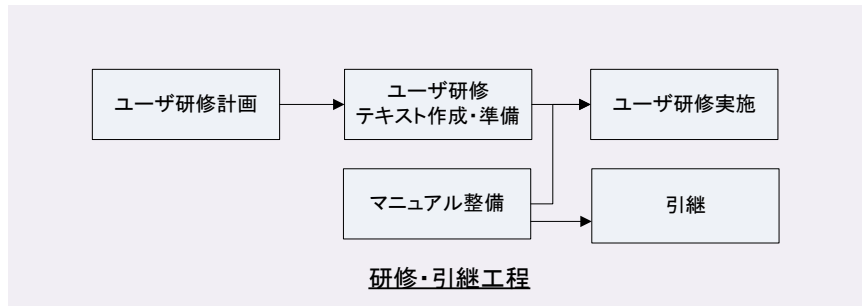 ユーザ研修計画
ユーザ研修
テキスト作成・準備
ユーザ研修実施
マニュアル整備
引継
研修・引継工程